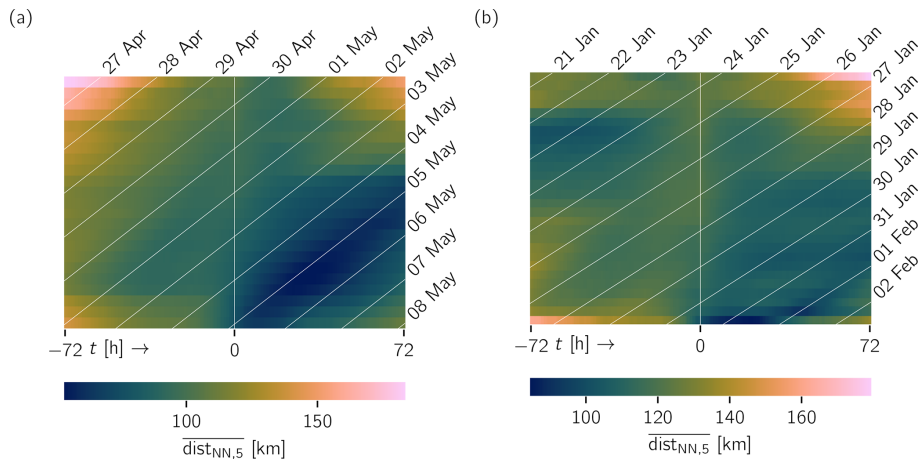 (a)
27 Apr
28 Apr
29 Apr
30 Apr
01 May
02 May
03 May
04 May
05 May
06 May
07 May
08 May
−72 t [h] → 0 72
100 150
dist_NN,5 [km]
(b)
21 Jan
22 Jan
23 Jan
24 Jan
25 Jan
26 Jan
27 Jan
28 Jan
29 Jan
30 Jan
31 Jan
01 Feb
02 Feb
−72 t [h] → 0 72
100 120 140 160
dist_NN,5 [km]